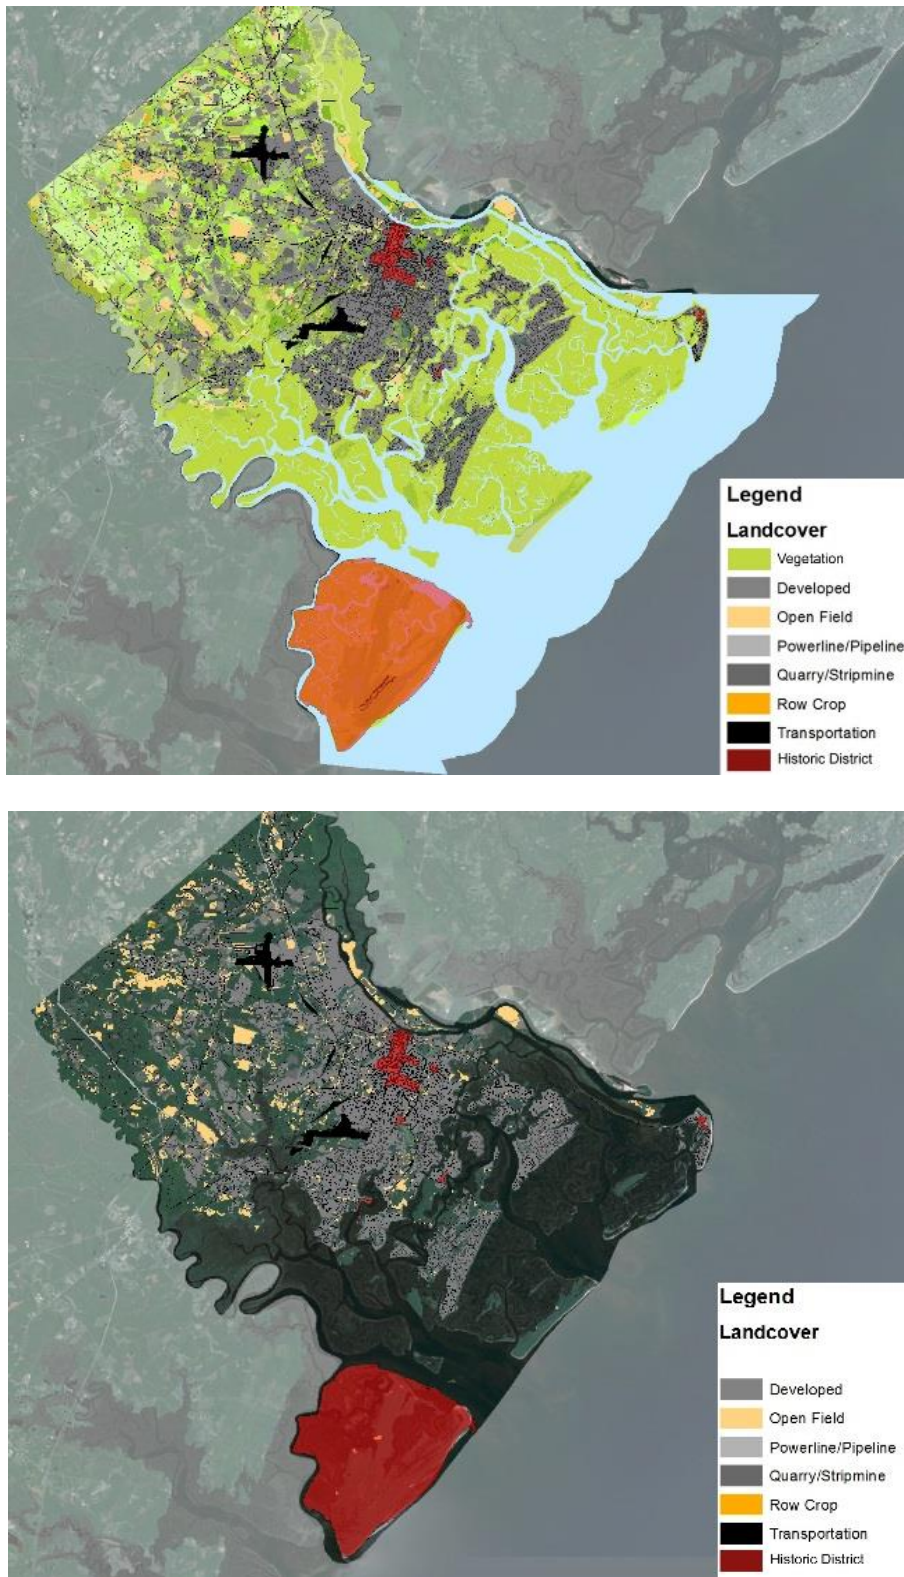 Legend
Landcover
Vegetation
Developed
Open Field
Powerline/Pipeline
Quarry/Stripmine
Row Crop
Transportation
Historic District
Legend
Landcover
Developed
Open Field
Powerline/Pipeline
Quarry/Stripmine
Row Crop
Transportation
Historic District